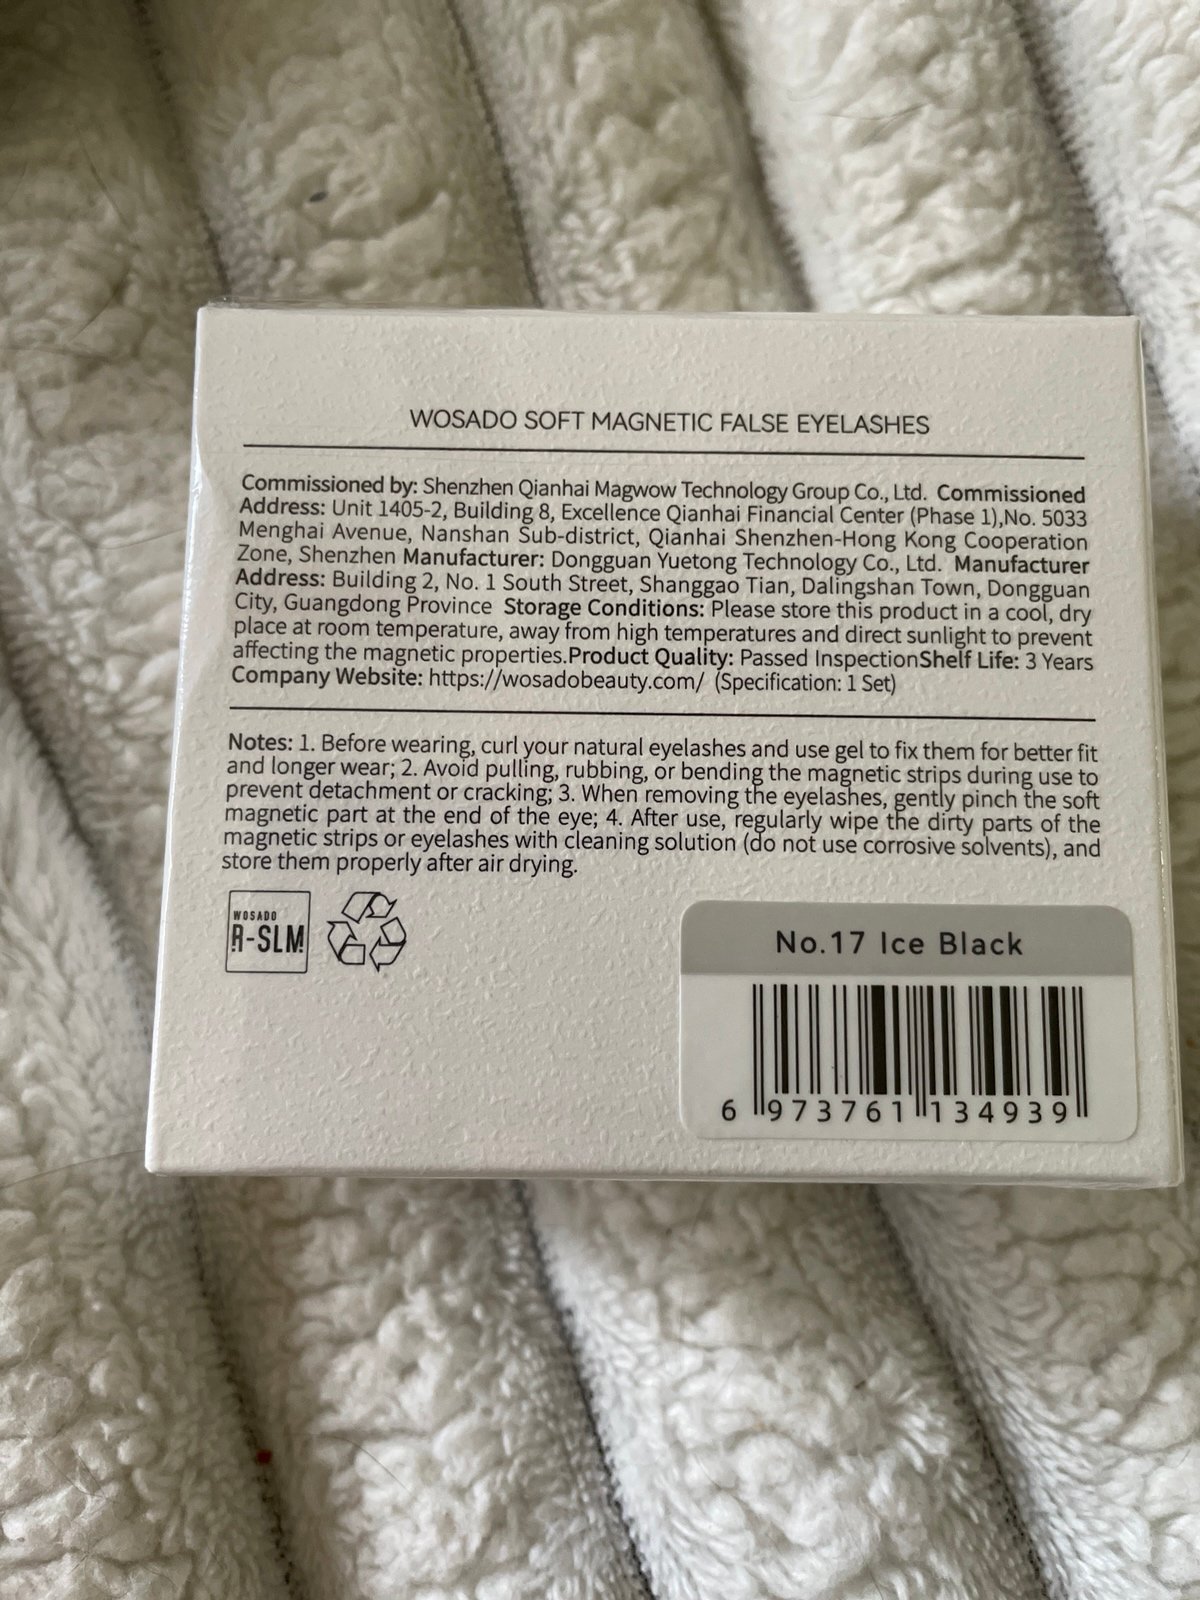 WOSADO SOFT MAGNETIC FALSE EYELASHES
Commissioned by: Shenzhen Qianhai Magwow Technology Group Co., Ltd. Commissioned
Address: Unit 1405-2, Building 8, Excellence Qianhai Financial Center (Phase 1),No. 5033
Menghai Avenue, Nanshan Sub-district, Qianhai Shenzhen-Hong Kong Cooperation
Zone, Shenzhen Manufacturer: Dongguan Yuetong Technology Co., Ltd. Manufacturer
Address: Building 2, No. 1 South Street, Shanggao Tian, Dalingshan Town, Dongguan
City, Guangdong Province Storage Conditions: Please store this product in a cool, dry
place at room temperature, away from high temperatures and direct sunlight to prevent
affecting the magnetic properties.Product Quality: Passed InspectionShelf Life: 3 Years
Company Website: https://wosadobeauty.com/ (Specification: 1 Set)
Notes: 1. Before wearing, curl your natural eyelashes and use gel to fix them for better fit
and longer wear; 2. Avoid pulling, rubbing, or bending the magnetic strips during use to
prevent detachment or cracking; 3. When removing the eyelashes, gently pinch the soft
magnetic part at the end of the eye; 4. After use, regularly wipe the dirty parts of the
magnetic strips or eyelashes with cleaning solution (do not use corrosive solvents), and
store them properly after air drying.
WOSADO
R-SLM
No.17 Ice Black
6 973761 134939